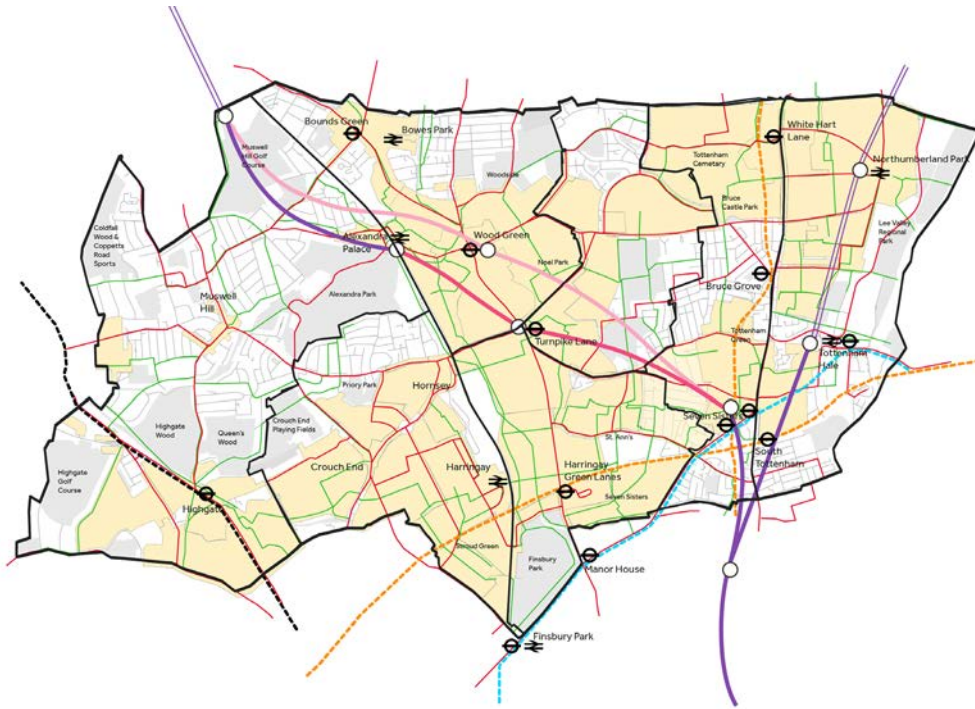 Bounds Green
Bowes Park
White Hart
Lane
Muswell
Hill Golf
Course
Woodside
Tottenham
Cemetery
Northumberland Park
Bruce
Castle Park
Lee Valley
Regional
Park
Coldfall
Wood &
Coppetts
Road
Sports
Alexandra
Palace
Wood Green
Noel Park
Bruce Grove
Alexandra Park
Muswell
Hill
Tottenham
Green
Turnpike Lane
Tottenham
Hale
Priory Park
Hornsey
Seven Sisters
Highgate
Wood
Queen's
Wood
Crouch End
Playing Fields
St. Ann's
South
Tottenham
Highgate
Golf
Course
Crouch End
Harringay
Harringay
Green Lanes
Seven Sisters
Highgate
Stroud Green
Finsbury
Park
Manor House
Finsbury Park